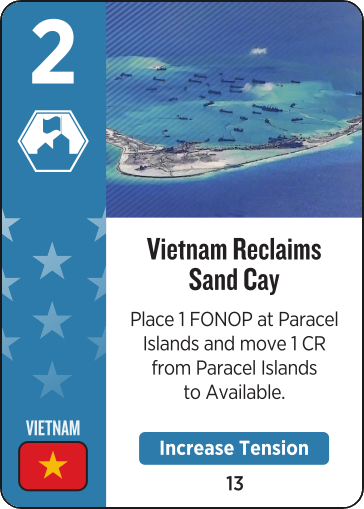 2
Vietnam Reclaims
Sand Cay
Place 1 FONOP at Paracel
Islands and move 1 CR
from Paracel Islands
to Available.
VIETNAM
Increase Tension
13